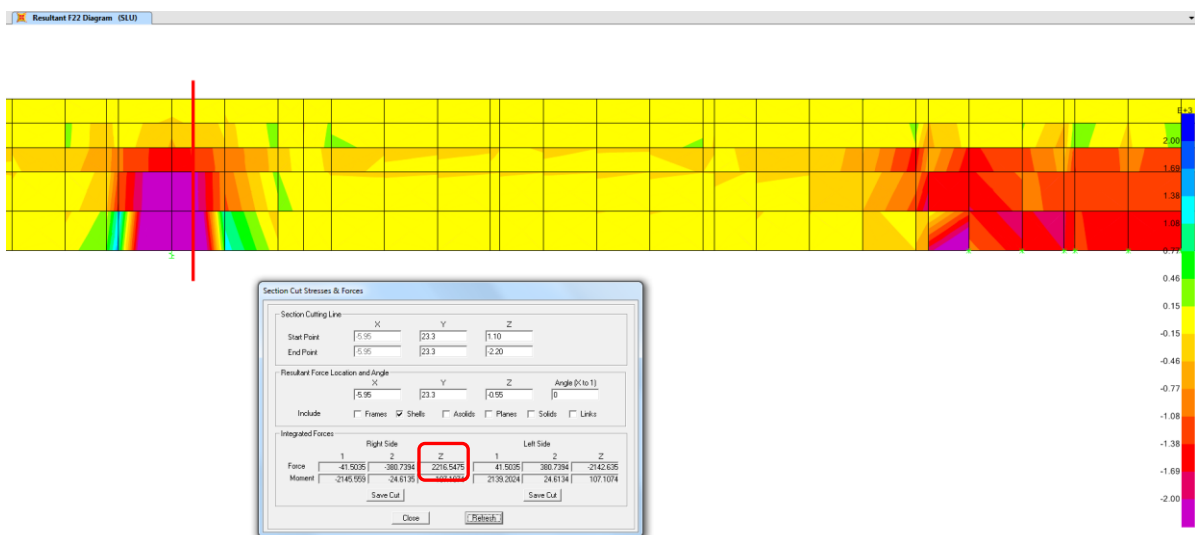 Resultant F22 Diagram (SLU)
E+3
2.00
1.69
1.38
1.08
0.77
0.46
0.15
-0.15
-0.46
-0.77
-1.08
-1.38
-1.69
-2.00
Section Cut Stresses & Forces
Section Cutting Line
X Y Z
Start Point -5.95 23.3 1.10
End Point -5.95 23.3 -2.20
Resultant Force Location and Angle
X Y Z Angle (X to 1)
-5.95 23.3 -0.55 0
Include Frames Shells Asolids Planes Solids Links
Integrated Forces
Right Side Left Side
1 2 Z 1 2 Z
Force -41.5035 -380.7394 2216.5475 41.5035 380.7394 -2142.635
Moment -2145.559 -24.6135 2139.2024 24.6134 107.1074
Save Cut Save Cut
Close Refresh